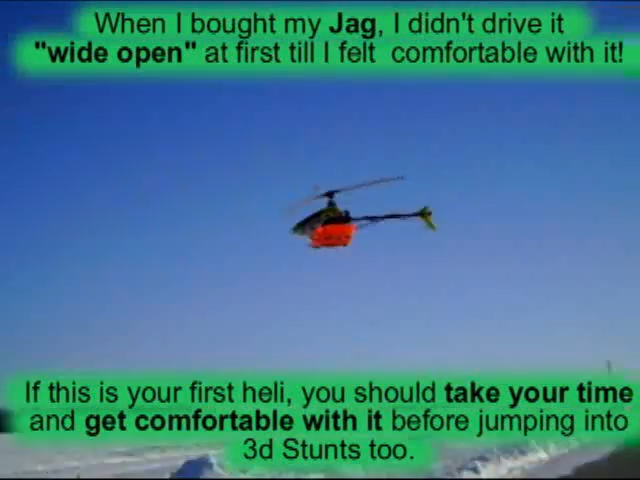 When I bought my Jag, I didn't drive it
"wide open" at first till I felt comfortable with it!
If this is your first heli, you should take your time
and get comfortable with it before jumping into
3d Stunts too.